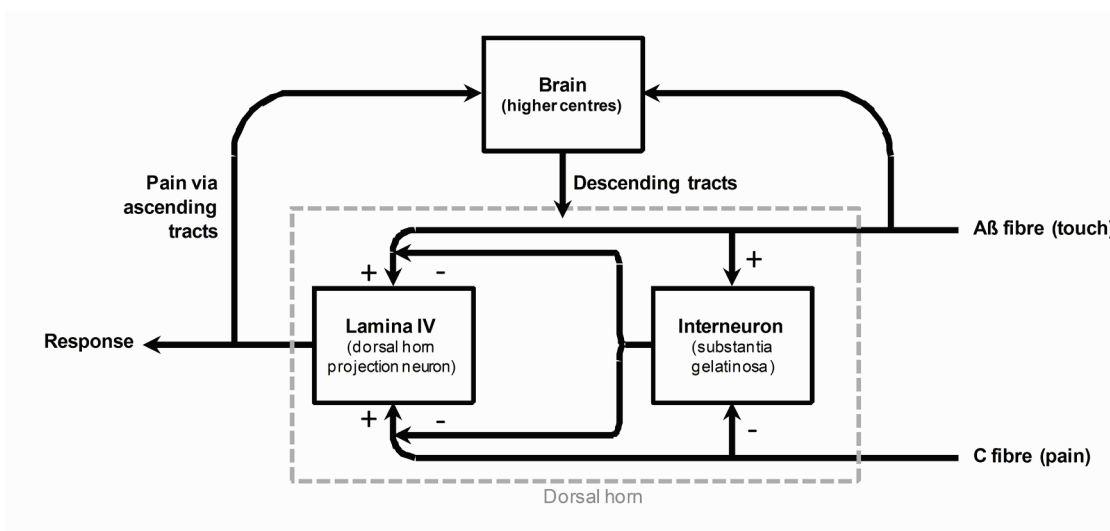 Brain
(higher centres)
Pain via
ascending
tracts
Descending tracts
Aß fibre (touch)
+
+
-
Lamina IV
(dorsal horn
projection neuron)
Interneuron
(substantia
gelatinosa)
Response
+
-
-
C fibre (pain)
Dorsal horn